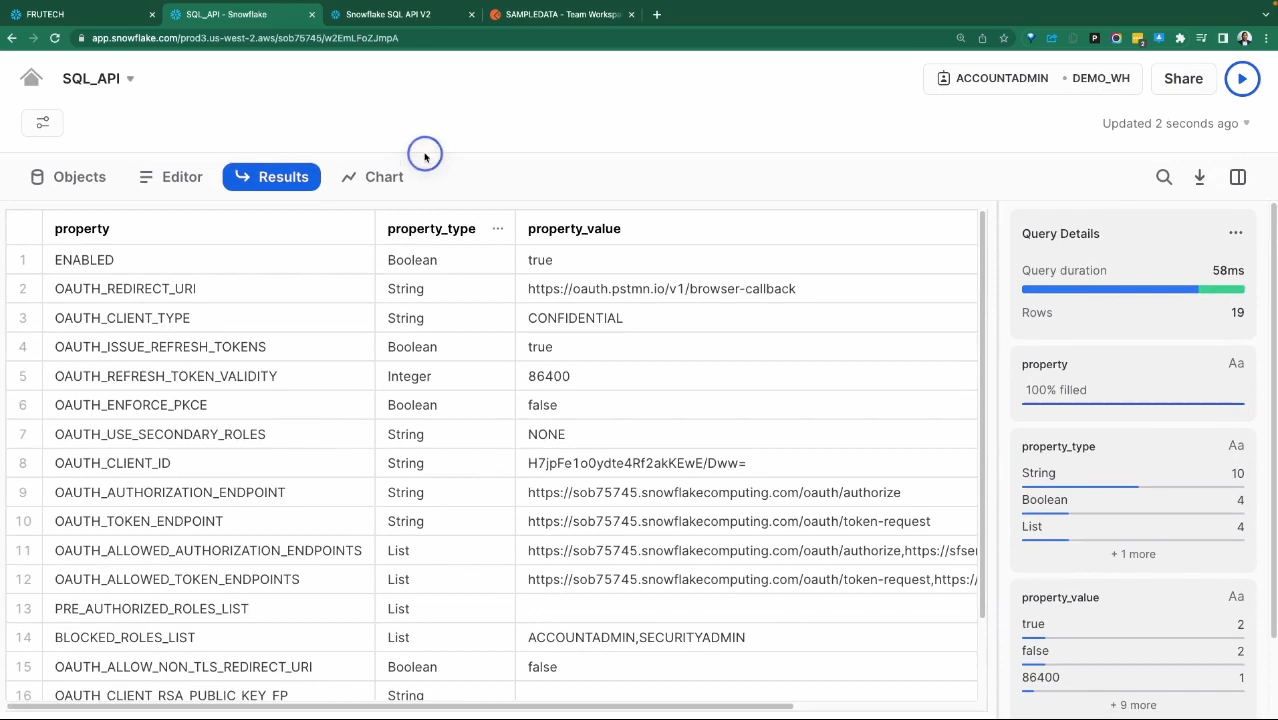 FRUTECH
SQL_API - Snowflake
Snowflake SQL API V2
SAMPLEDATA - Team Workspa
app.snowflake.com/prod3.us-west-2.aws/sob75745/w2EmLFoZJmpA
SQL_API
ACCOUNTADMIN • DEMO_WH
Share
Updated 2 seconds ago
Objects
Editor
Results
Chart
property property_type ... property_value
1 ENABLED Boolean true
2 OAUTH_REDIRECT_URI String https://oauth.pstmn.io/v1/browser-callback
3 OAUTH_CLIENT_TYPE String CONFIDENTIAL
4 OAUTH_ISSUE_REFRESH_TOKENS Boolean true
5 OAUTH_REFRESH_TOKEN_VALIDITY Integer 86400
6 OAUTH_ENFORCE_PKCE Boolean false
7 OAUTH_USE_SECONDARY_ROLES String NONE
8 OAUTH_CLIENT_ID String H7jpFe1o0ydte4Rf2akKEwE/Dww=
9 OAUTH_AUTHORIZATION_ENDPOINT String https://sob75745.snowflakecomputing.com/oauth/authorize
10 OAUTH_TOKEN_ENDPOINT String https://sob75745.snowflakecomputing.com/oauth/token-request
11 OAUTH_ALLOWED_AUTHORIZATION_ENDPOINTS List https://sob75745.snowflakecomputing.com/oauth/authorize,https://sfser
12 OAUTH_ALLOWED_TOKEN_ENDPOINTS List https://sob75745.snowflakecomputing.com/oauth/token-request,https://
13 PRE_AUTHORIZED_ROLES_LIST List
14 BLOCKED_ROLES_LIST List ACCOUNTADMIN,SECURITYADMIN
15 OAUTH_ALLOW_NON_TLS_REDIRECT_URI Boolean false
16 OAUTH_CLIENT_RSA_PUBLIC_KEY_FP String
Query Details ...
Query duration 58ms
Rows 19
property Aa
100% filled
property_type Aa
String 10
Boolean 4
List 4
+ 1 more
property_value Aa
true 2
false 2
86400 1
+ 9 more